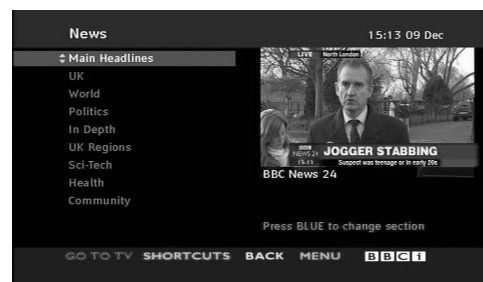 News 15:13 09 Dec
Main Headlines
UK
World
Politics
In Depth
UK Regions
Sci-Tech
Health
Community
LIVE North London
BBC
NEWS 24 JOGGER STABBING
15:13 Suspect was teenage or in early 20s
BBC News 24
Press BLUE to change section
GO TO TV SHORTCUTS BACK MENU BBCi